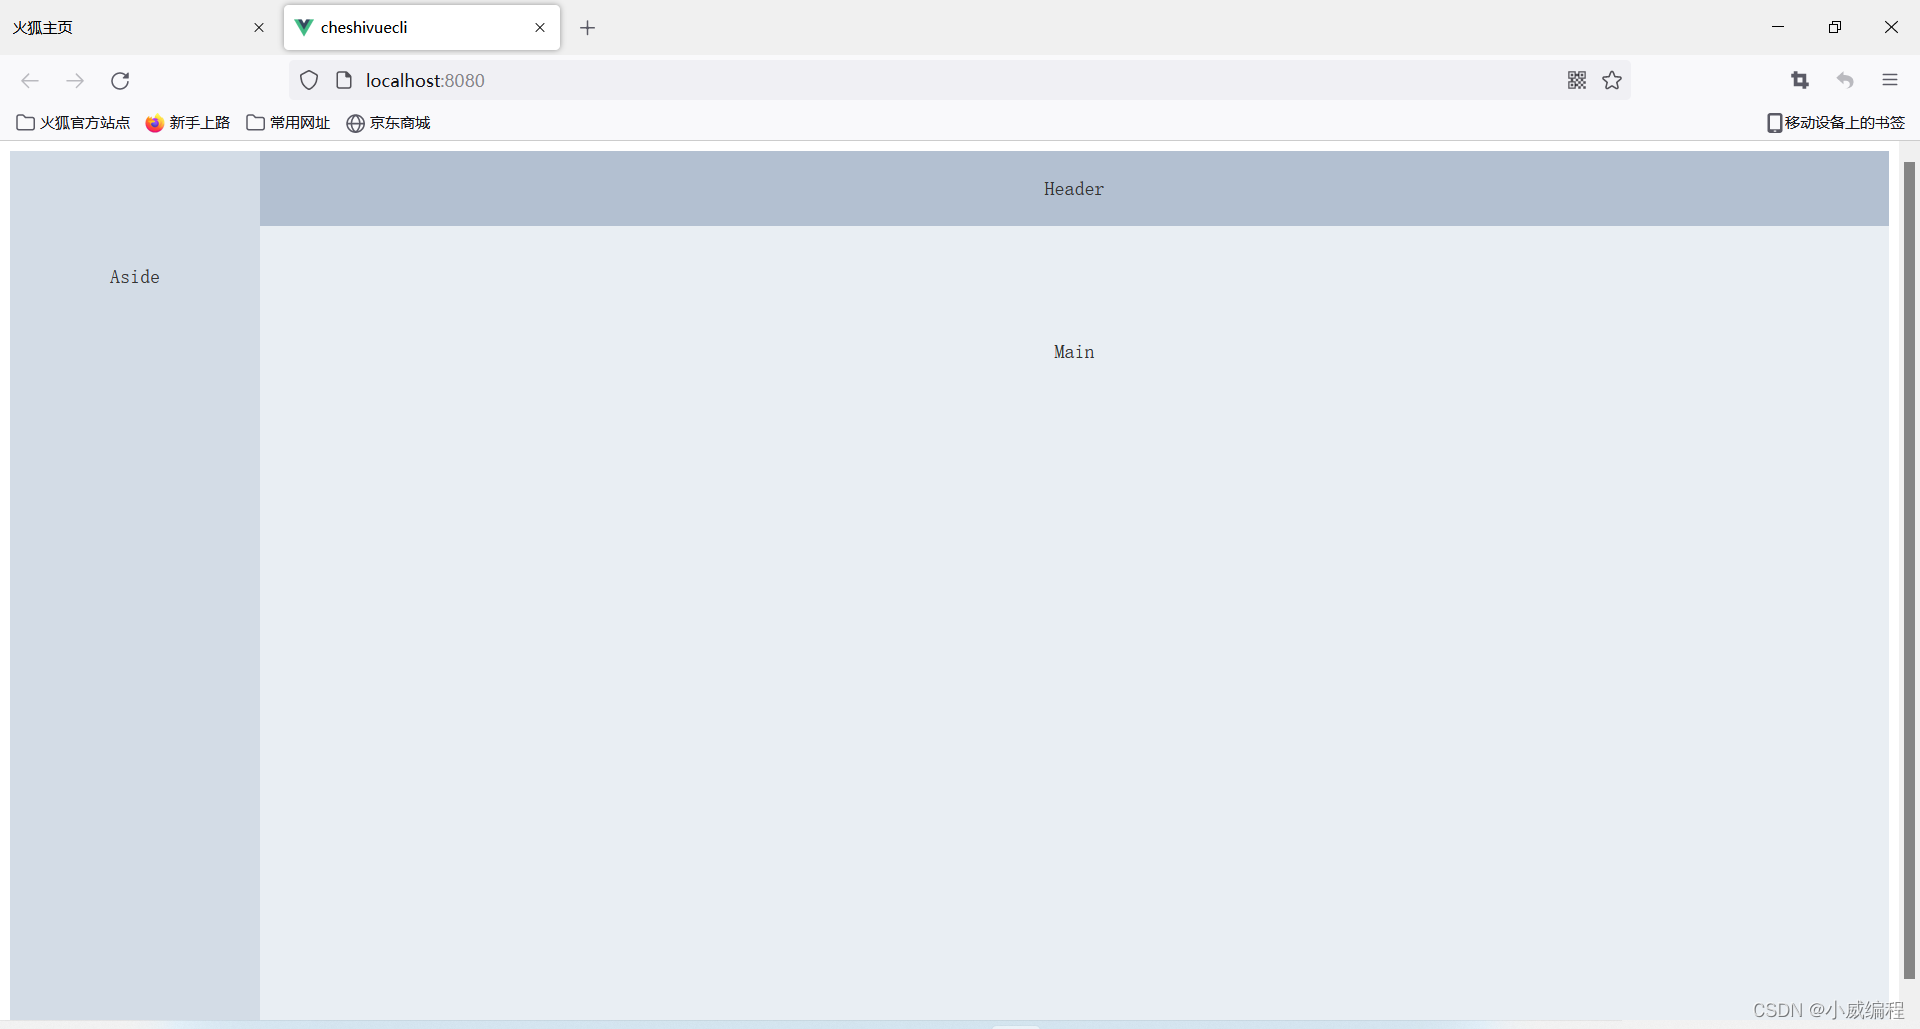 火狐主页
cheshivuecli
localhost:8080
火狐官方站点 新手上路 常用网址 京东商城 移动设备上的书签
Header
Aside
Main
CSDN @小威编程